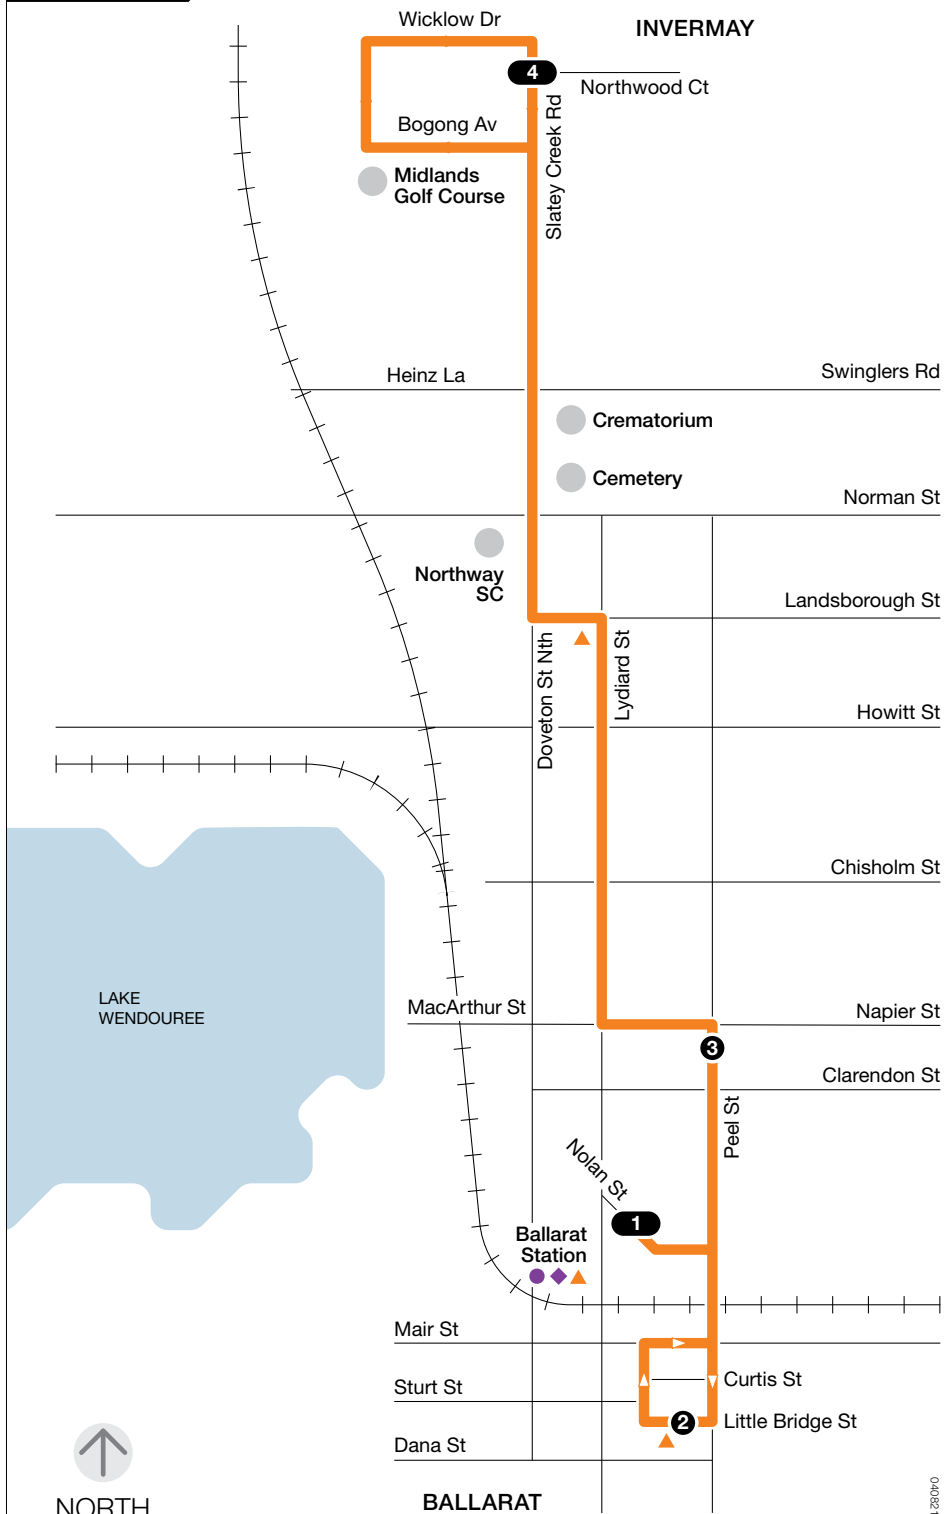 Wicklow Dr
INVERMAY
4
Northwood Ct
Slatey Creek Rd
Bogong Av
Midlands
Golf Course
Heinz La
Swinglers Rd
Crematorium
Cemetery
Norman St
Northway
SC
Landsborough St
Doveton St Nth
Lydiard St
Howitt St
Chisholm St
LAKE
WENDOUREE
MacArthur St
Napier St
3
Clarendon St
Peel St
Nolan St
1
Ballarat
Station
Mair St
Curtis St
Sturt St
2
Little Bridge St
Dana St
BALLARAT
NORTH
040821